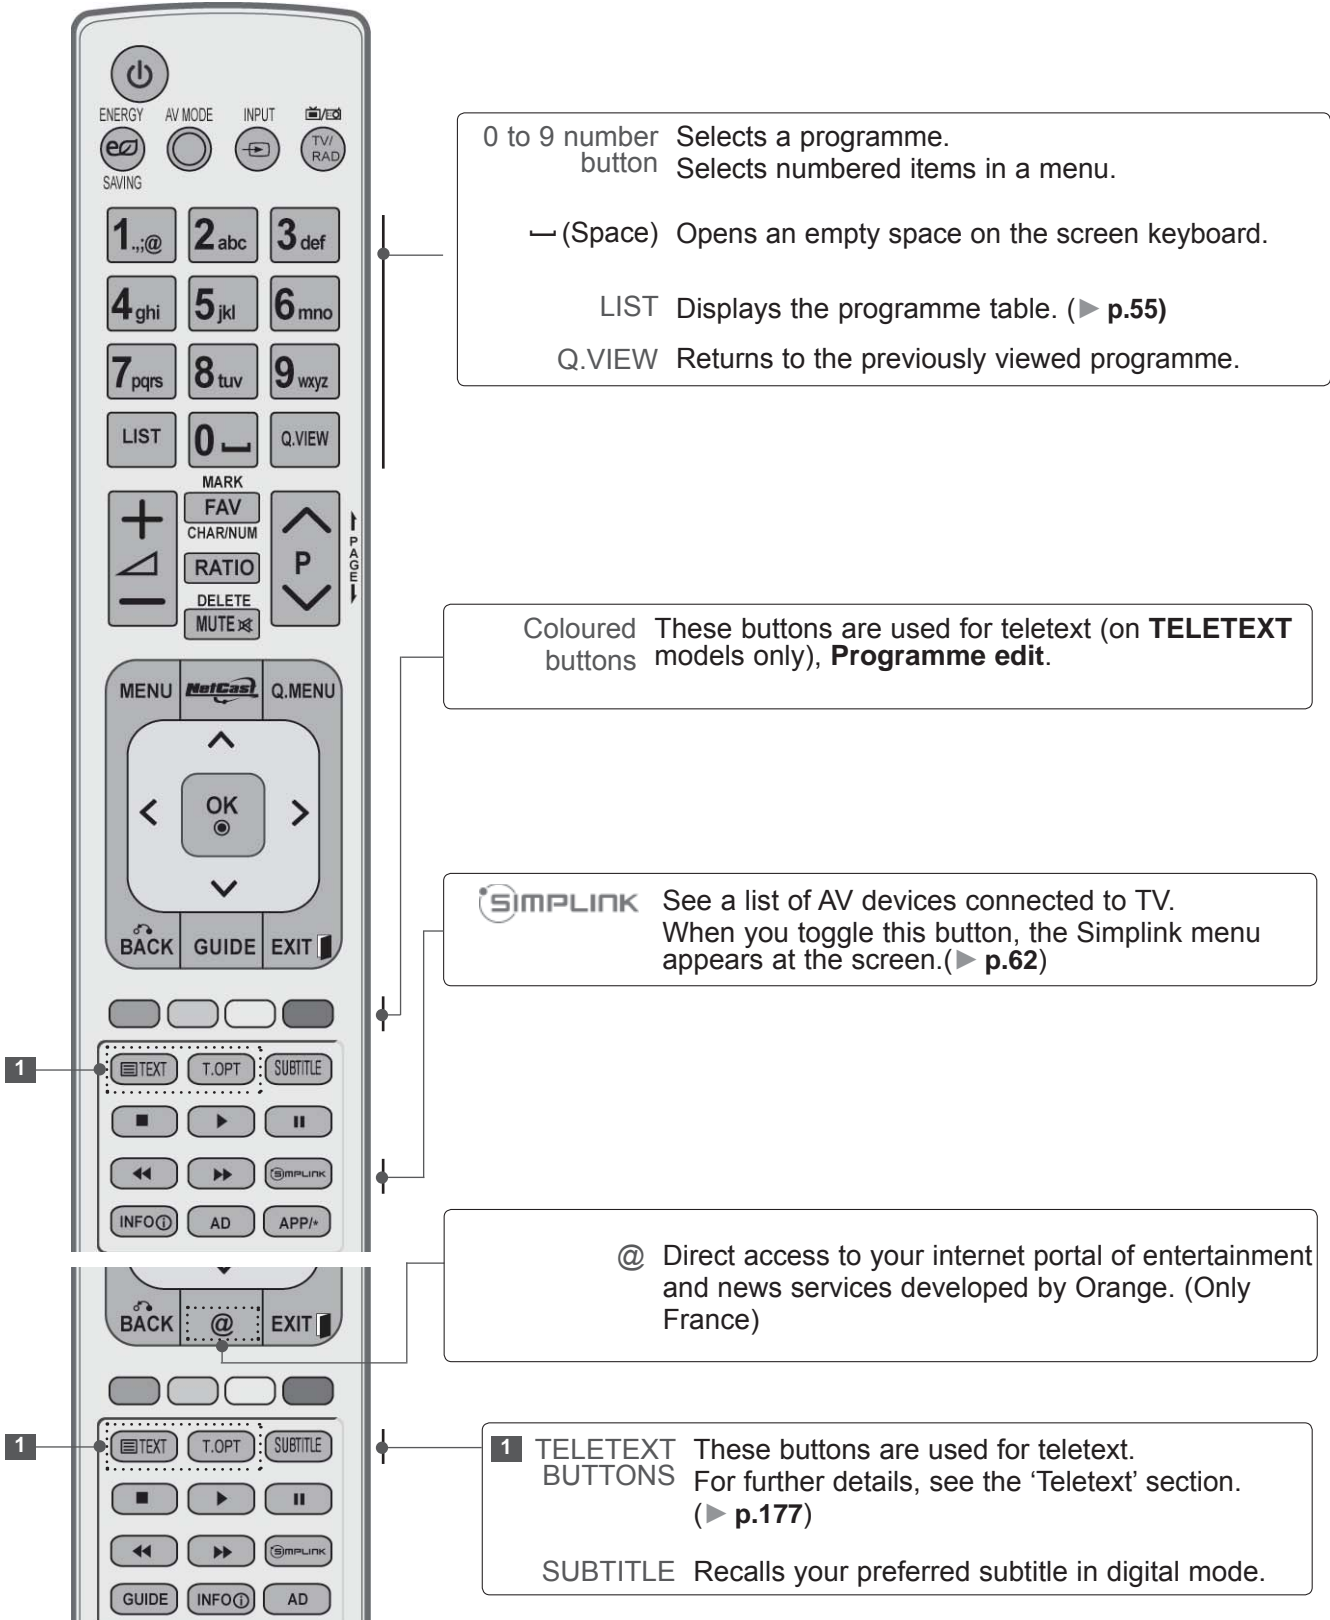 ENERGY AV MODE INPUT
TV/
RAD
SAVING
1.,;@ 2abc 3def
4ghi 5jkl 6mno
7pqrs 8tuv 9wxyz
LIST 0 Q.VIEW
MARK
FAV
CHAR/NUM
RATIO
P
PAGE
DELETE
MUTE
MENU NetCast Q.MENU
OK
BACK GUIDE EXIT
1
TEXT T.OPT SUBTITLE
SIMPLINK
INFO AD APP/*
BACK @ EXIT
1
TEXT T.OPT SUBTITLE
SIMPLINK
GUIDE INFO AD
0 to 9 number
button
Selects a programme.
Selects numbered items in a menu.
(Space) Opens an empty space on the screen keyboard.
LIST Displays the programme table. (► p.55)
Q.VIEW Returns to the previously viewed programme.
Coloured
buttons
These buttons are used for teletext (on TELETEXT
models only), Programme edit.
SIMPLINK See a list of AV devices connected to TV.
When you toggle this button, the Simplink menu
appears at the screen.(► p.62)
@ Direct access to your internet portal of entertainment
and news services developed by Orange. (Only
France)
1 TELETEXT
BUTTONS
These buttons are used for teletext.
For further details, see the ‘Teletext’ section.
(► p.177)
SUBTITLE Recalls your preferred subtitle in digital mode.